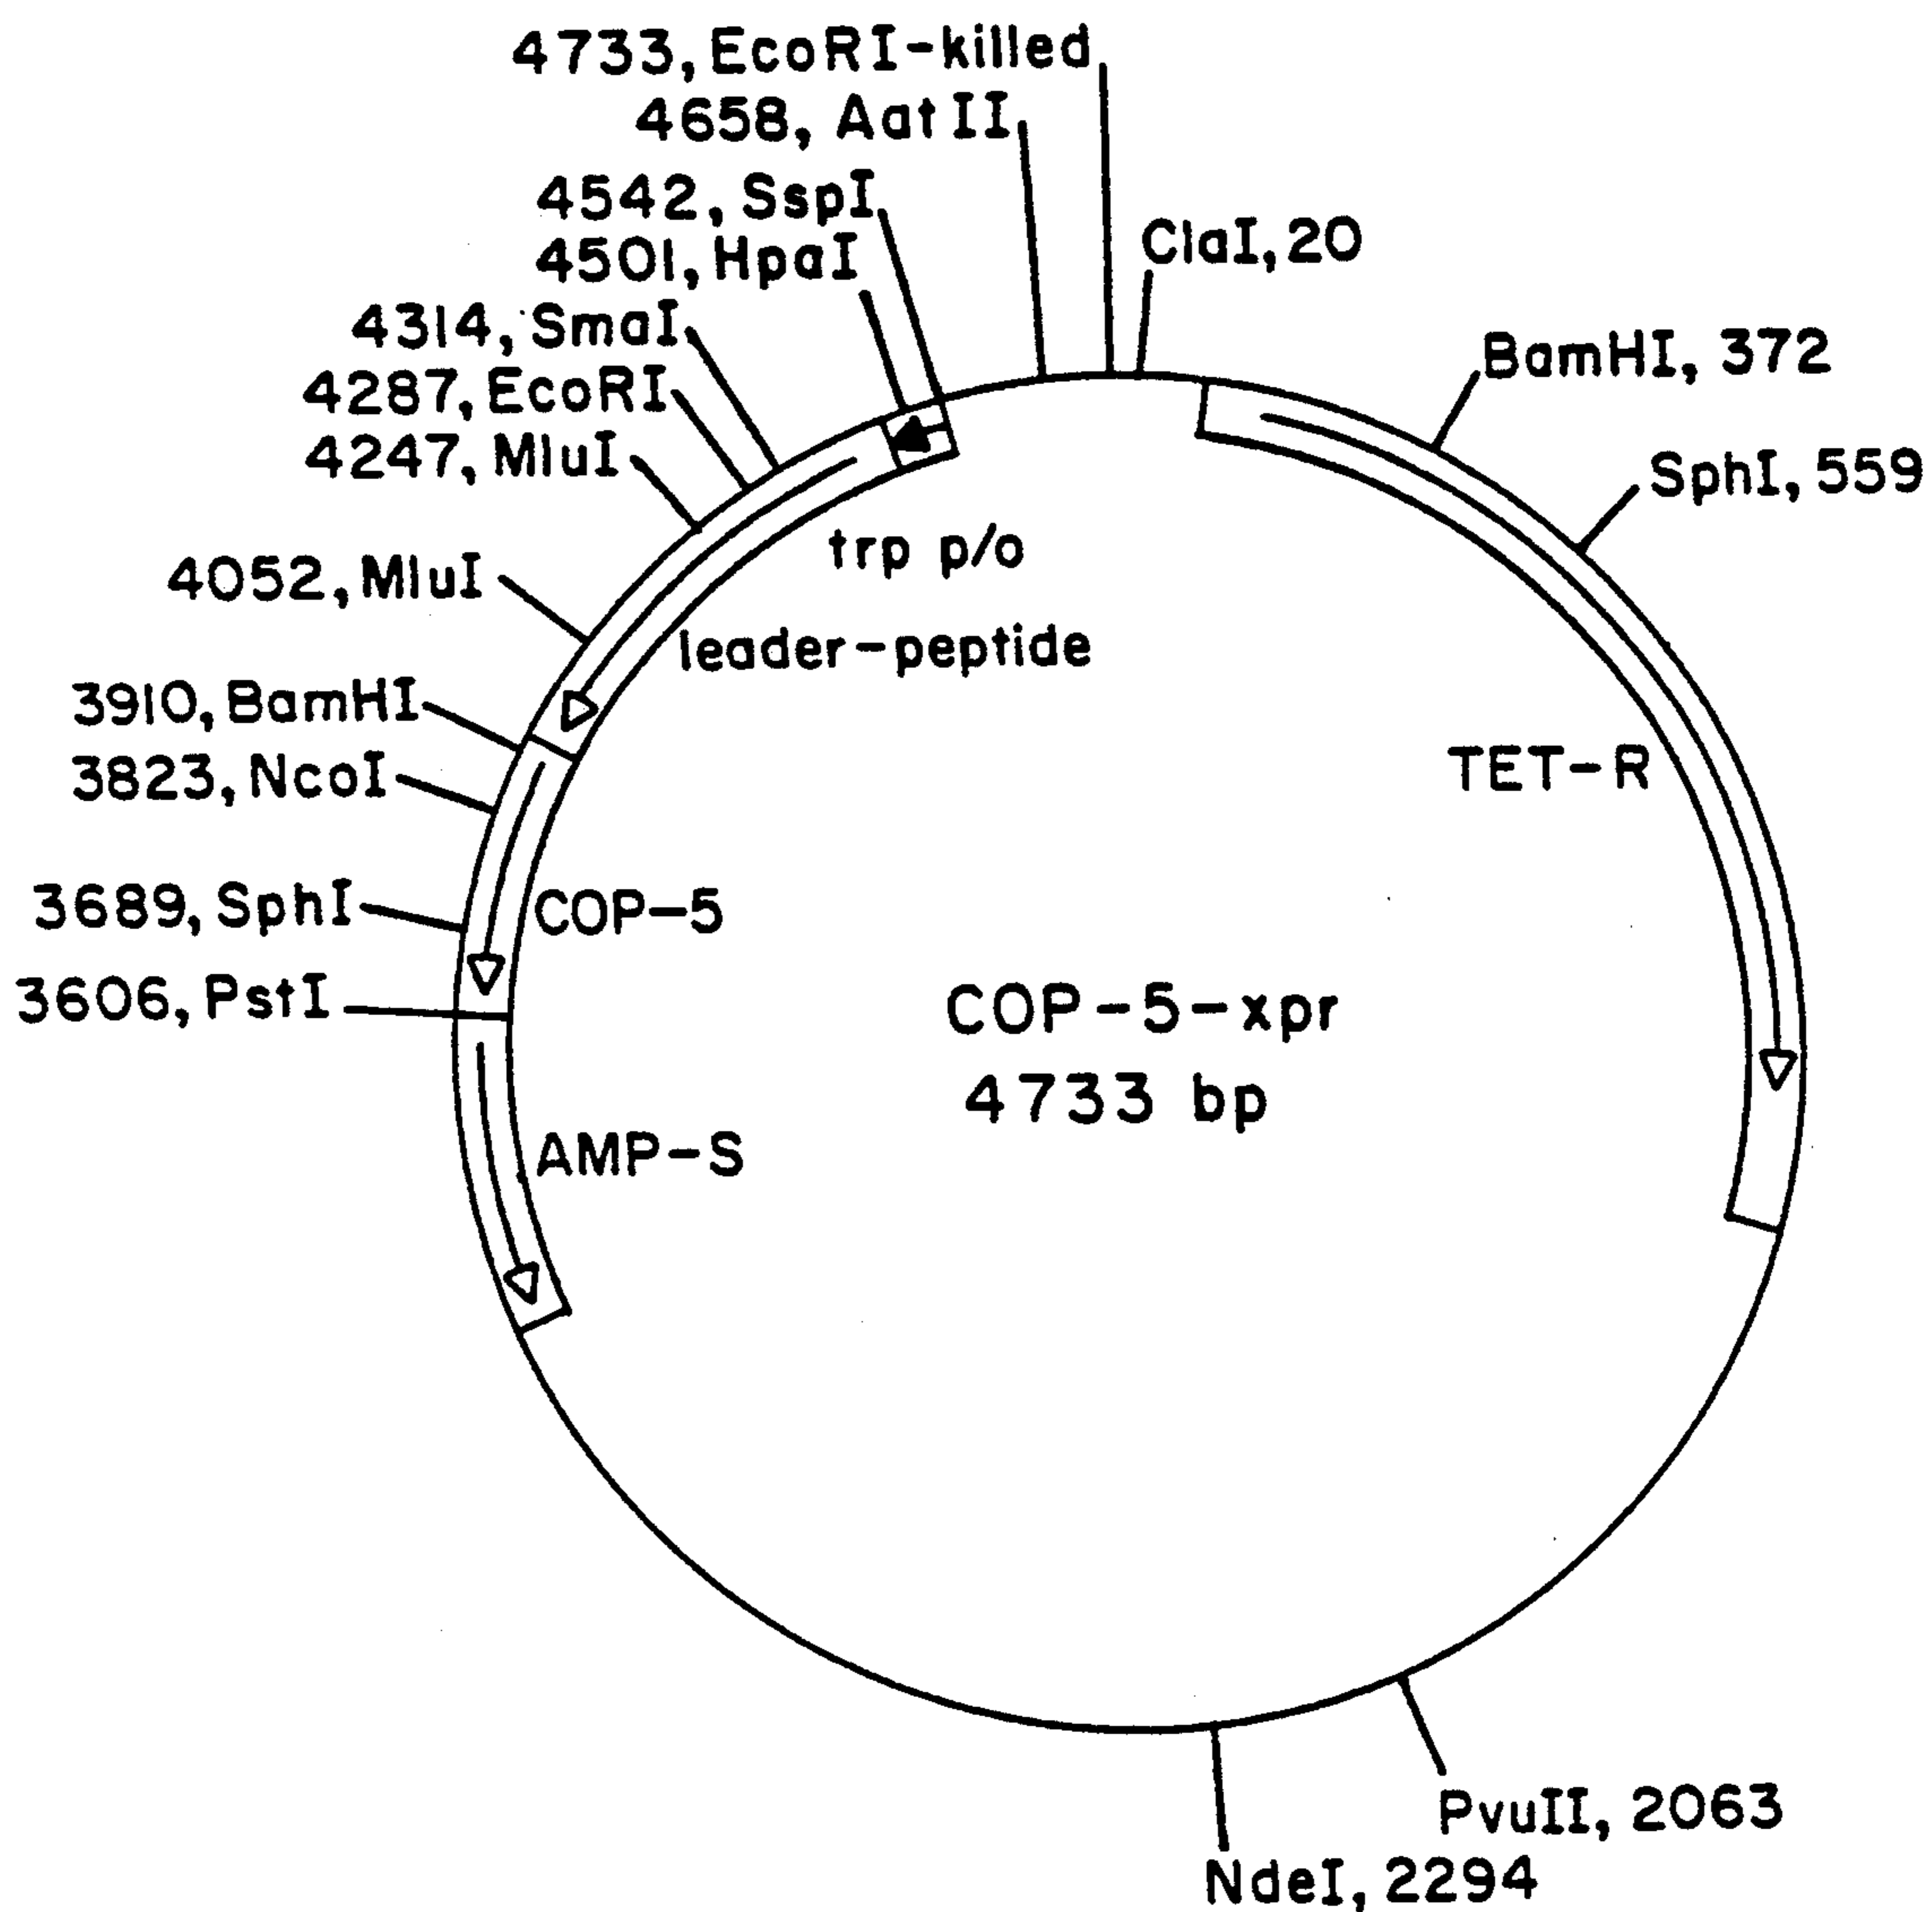 4733, EcoRI-killed
4658, AatII
4542, SspI
4501, HpaI
4314, SmaI
4287, EcoRI
4247, MluI
4052, MluI
3910, BamHI
3823, NcoI
3689, SphI
3606, PstI
ClaI, 20
BamHI, 372
SphI, 559
trp p/o
leader-peptide
TET-R
COP-5
COP-5-xpr
4733 bp
AMP-S
PvuII, 2063
NdeI, 2294